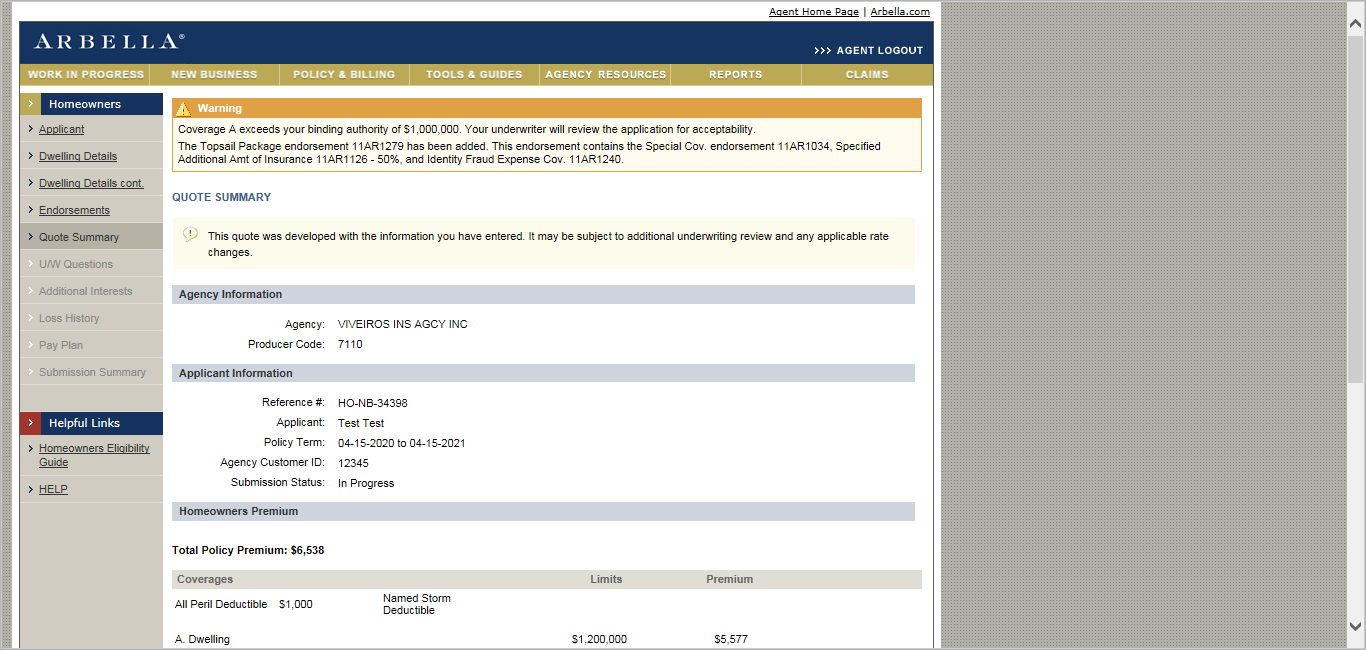 Agent Home Page | Arbella.com
ARBELLA®
>>> AGENT LOGOUT
WORK IN PROGRESS NEW BUSINESS POLICY & BILLING TOOLS & GUIDES AGENCY RESOURCES REPORTS CLAIMS
Homeowners
Applicant
Dwelling Details
Dwelling Details cont.
Endorsements
Quote Summary
U/W Questions
Additional Interests
Loss History
Pay Plan
Submission Summary
Helpful Links
Homeowners Eligibility
Guide
HELP
Warning
Coverage A exceeds your binding authority of $1,000,000. Your underwriter will review the application for acceptability.
The Topsail Package endorsement 11AR1279 has been added. This endorsement contains the Special Cov. endorsement 11AR1034, Specified
Additional Amt of Insurance 11AR1126 - 50%, and Identity Fraud Expense Cov. 11AR1240.
QUOTE SUMMARY
This quote was developed with the information you have entered. It may be subject to additional underwriting review and any applicable rate
changes.
Agency Information
Agency: VIVEIROS INS AGCY INC
Producer Code: 7110
Applicant Information
Reference #: HO-NB-34398
Applicant: Test Test
Policy Term: 04-15-2020 to 04-15-2021
Agency Customer ID: 12345
Submission Status: In Progress
Homeowners Premium
Total Policy Premium: $6,538
Coverages Limits Premium
All Peril Deductible $1,000 Named Storm
Deductible
A. Dwelling $1,200,000 $5,577